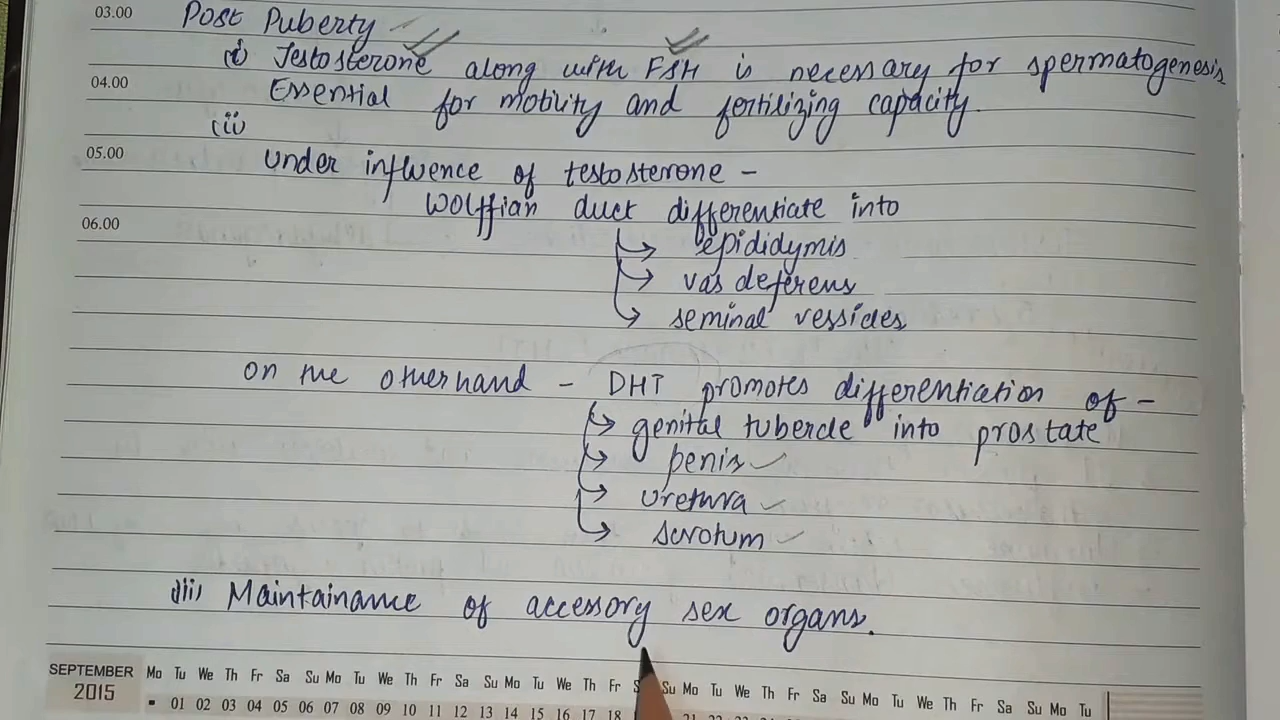 03.00 Post Puberty
(i) Testosterone along with FSH is necessary for spermatogenesis
04.00 Essential for motility and fertilizing capacity.
(ii)
05.00 Under influence of testosterone -
Wolffian duct differentiate into
06.00 epididymis
vas deferens
seminal vessicles
on the otherhand - DHT promotes differentiation of -
genital tubercle into prostate
penis
uretura
scrotum
(iii) Maintainance of accessory sex organs.
SEPTEMBER Mo Tu We Th Fr Sa Su Mo Tu We Th Fr Sa Su Mo Tu We Th Fr Su Mo Tu We Th Fr Sa Su Mo Tu We Th Fr Sa Su Mo Tu
2015 01 02 03 04 05 06 07 08 09 10 11 12 13 14 15 16 17 18